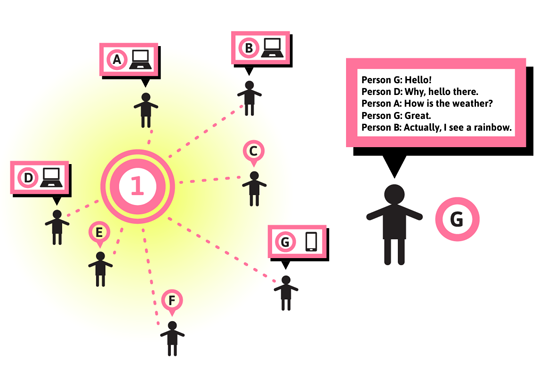 A
B
C
1
D
E
G
F
Person G: Hello!
Person D: Why, hello there.
Person A: How is the weather?
Person G: Great.
Person B: Actually, I see a rainbow.
G